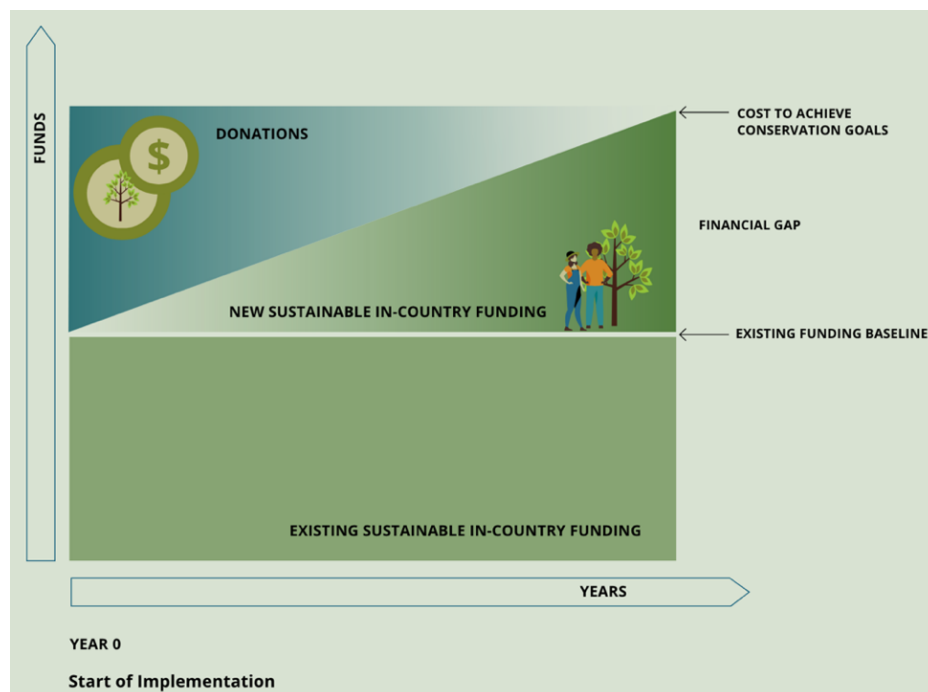 FUNDS
DONATIONS
$
COST TO ACHIEVE
CONSERVATION GOALS
FINANCIAL GAP
NEW SUSTAINABLE IN-COUNTRY FUNDING
EXISTING FUNDING BASELINE
EXISTING SUSTAINABLE IN-COUNTRY FUNDING
YEARS
YEAR 0
Start of Implementation